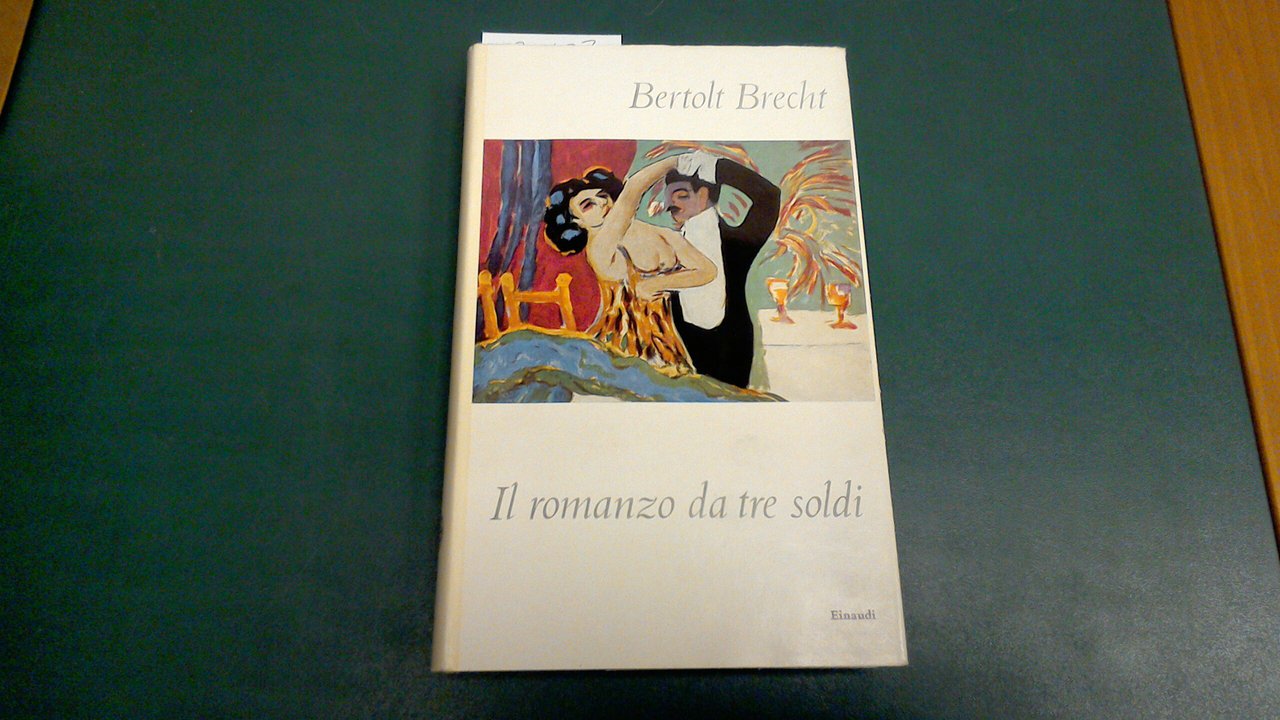 Bertolt Brecht
Il romanzo da tre soldi
Einaudi